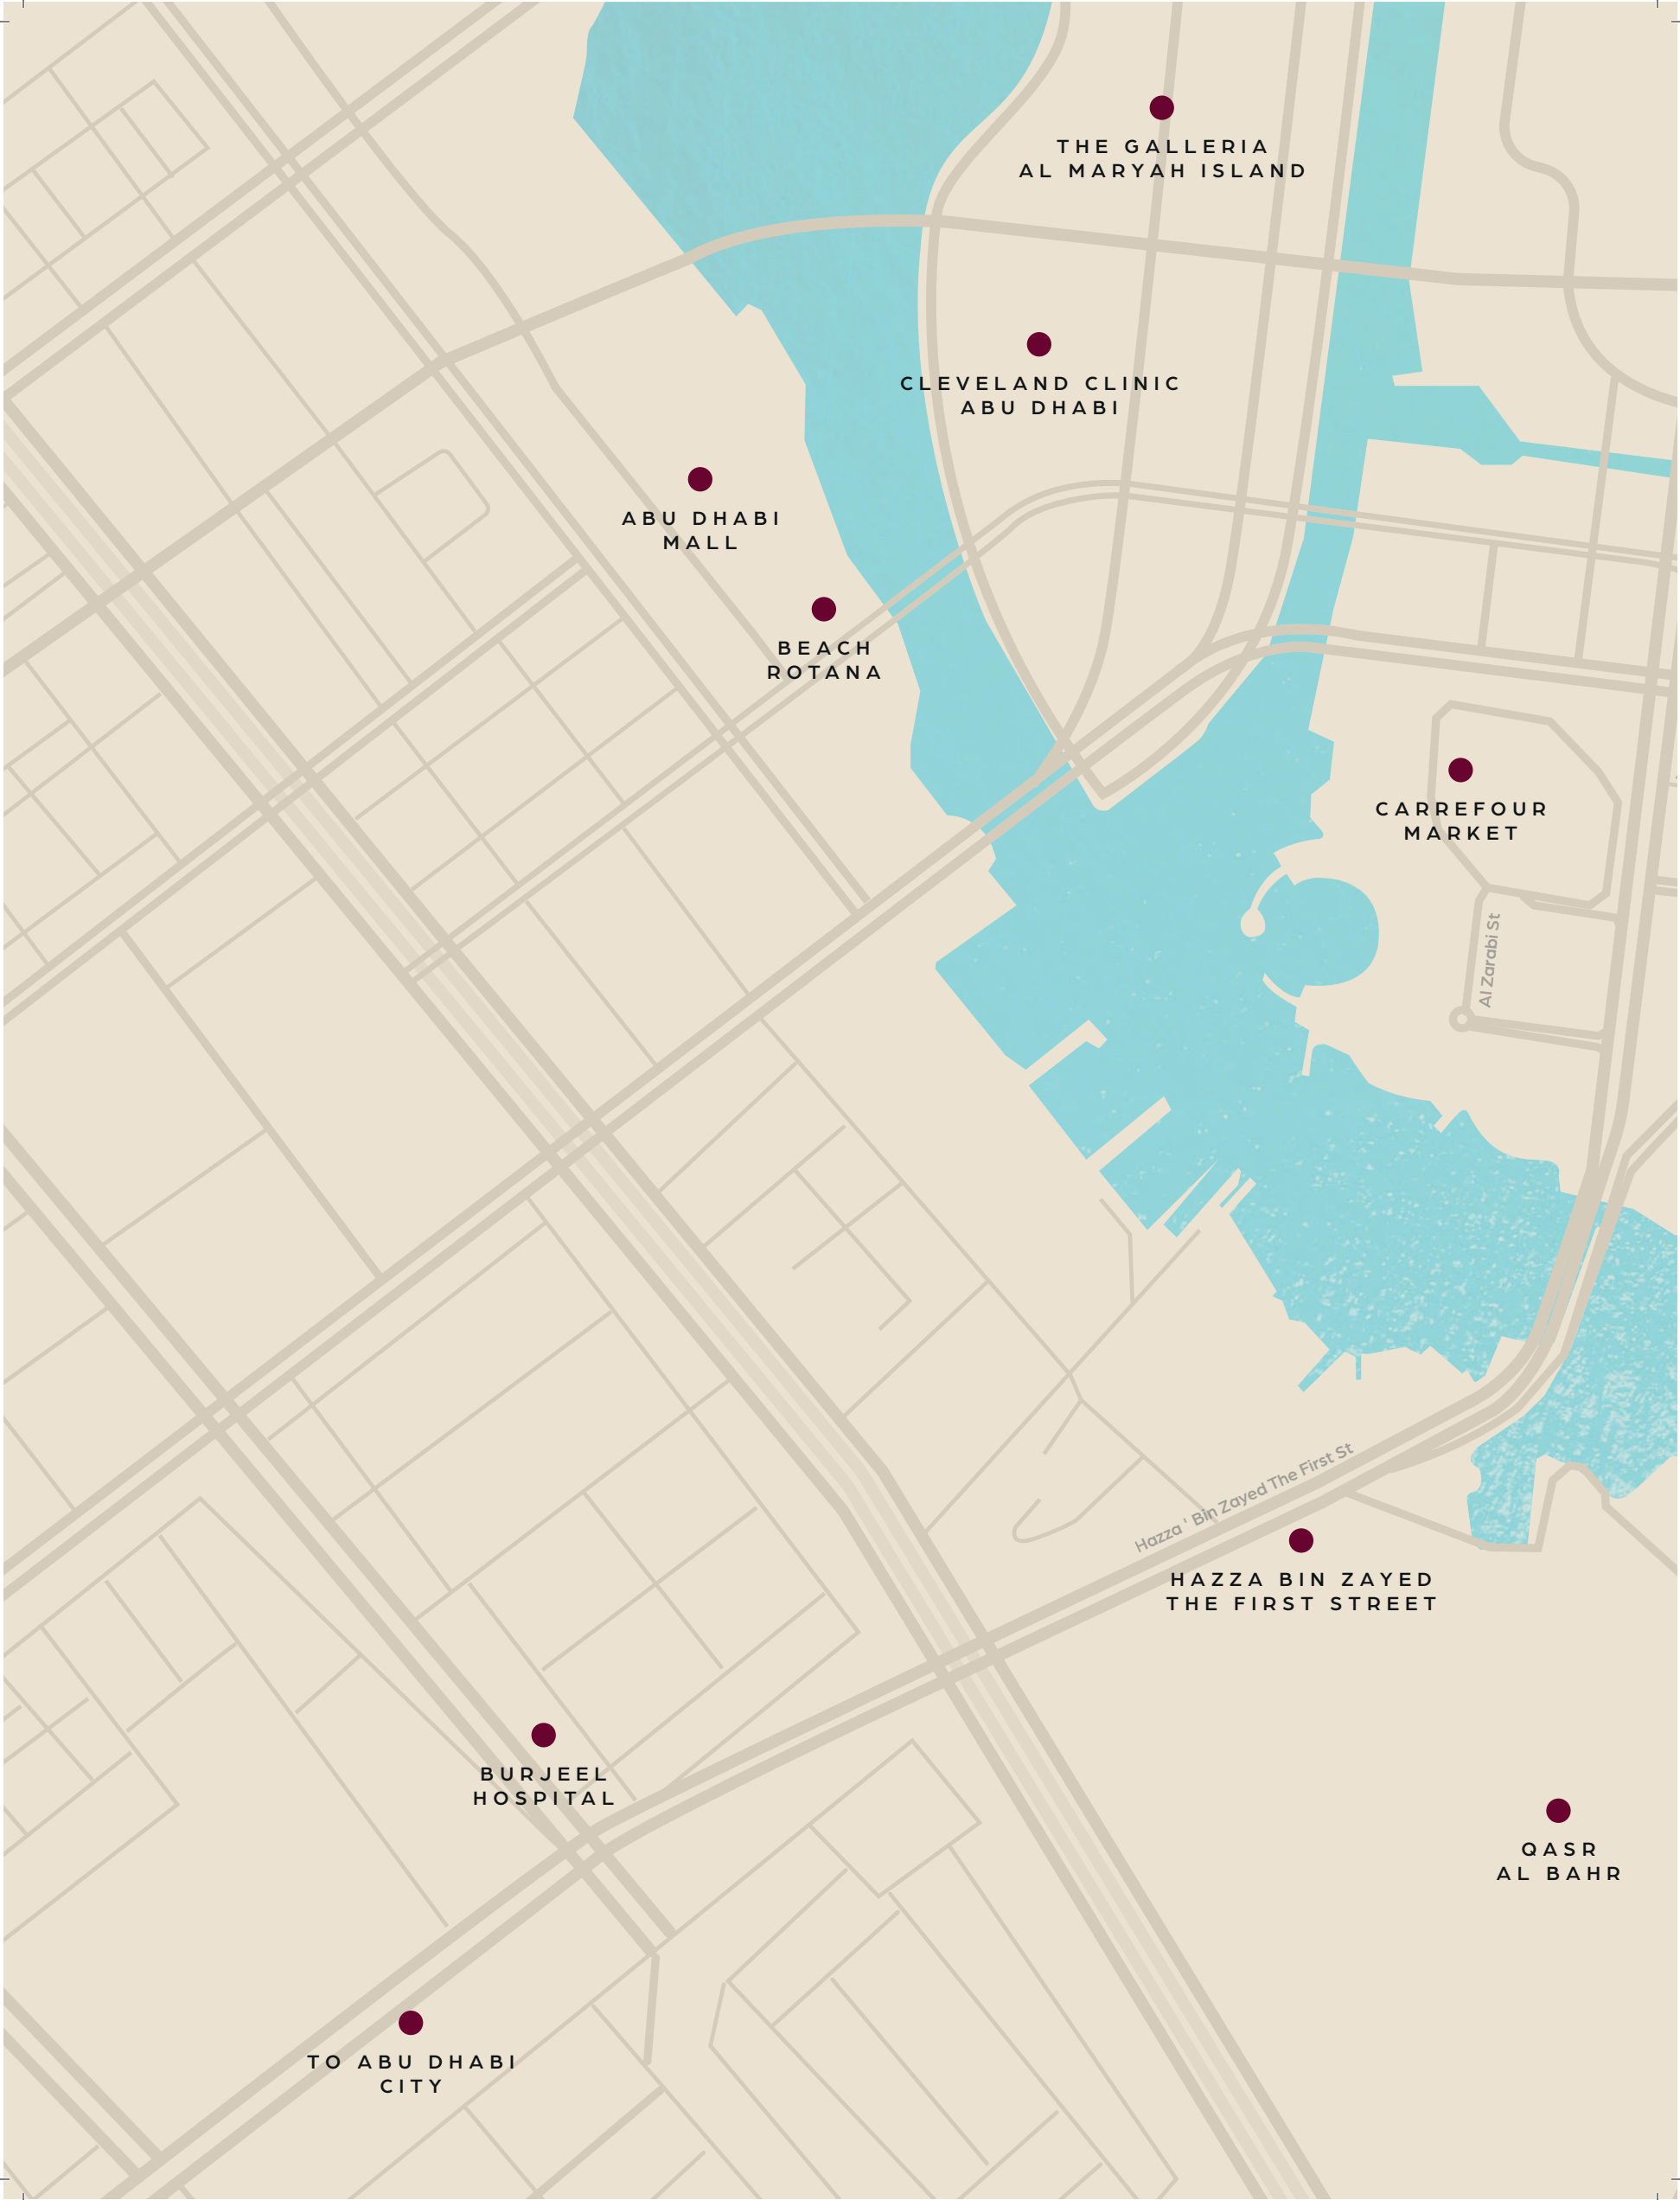 THE GALLERIA
AL MARYAH ISLAND
CLEVELAND CLINIC
ABU DHABI
ABU DHABI
MALL
BEACH
ROTANA
CARREFOUR
MARKET
Al Zarabi St
Hazza ' Bin Zayed The First St
HAZZA BIN ZAYED
THE FIRST STREET
BURJEEL
HOSPITAL
QASR
AL BAHR
TO ABU DHABI
CITY